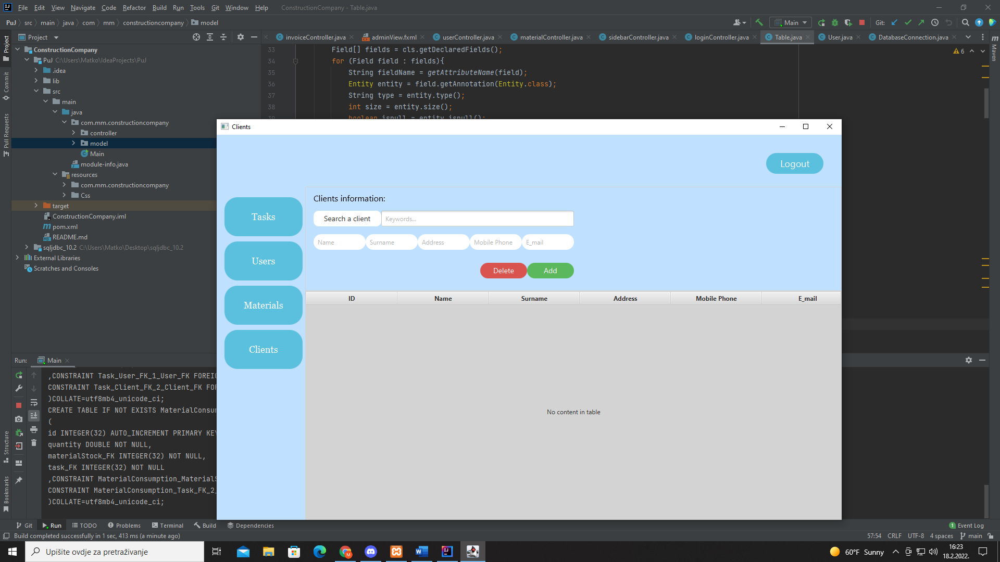 File Edit View Navigate Code Refactor Build Run Tools Git Window Help ConstructionCompany - Table.java
PuJ src main java com mm constructioncompany model
Main
Git:
Project
invoiceController.java adminView.fxml userController.java materialController.java sidebarController.java loginController.java Table.java User.java DatabaseConnection.java
Project
Commit
Pull Requests
Structure
Bookmarks
Maven
ConstructionCompany
PuJ C:\Users\Matko\IdeaProjects\PuJ
.idea
lib
src
main
java
com.mm.constructioncompany
controller
model
Main
module-info.java
resources
com.mm.constructioncompany
Css
target
ConstructionCompany.iml
pom.xml
README.md
sqljdbc_10.2 C:\Users\Matko\Desktop\sqljdbc_10.2
External Libraries
Scratches and Consoles
6
33 Field[] fields = cls.getDeclaredFields();
34 for (Field field : fields){
35 String fieldName = getAttributeName(field);
36 Entity entity = field.getAnnotation(Entity.class);
37 String type = entity.type();
38 int size = entity.size();
39 boolean isnull = entity.isnull();
Clients
Logout
Tasks
Users
Materials
Clients
Clients information:
Search a client Keywords...
Name Surname Address Mobile Phone E_mail
Delete Add
ID Name Surname Address Mobile Phone E_mail
No content in table
Run: Main
,CONSTRAINT Task_User_FK_1_User_FK FOREIG
CONSTRAINT Task_Client_FK_2_Client_FK FOR
)COLLATE=utf8mb4_unicode_ci;
CREATE TABLE IF NOT EXISTS MaterialConsum
(
id INTEGER(32) AUTO_INCREMENT PRIMARY KEY
quantity DOUBLE NOT NULL,
materialStock_FK INTEGER(32) NOT NULL,
task_FK INTEGER(32) NOT NULL
,CONSTRAINT MaterialConsumption_MaterialS
CONSTRAINT MaterialConsumption_Task_FK_2_
)COLLATE=utf8mb4_unicode_ci;
Git Run TODO Problems Terminal Build Dependencies
1 Event Log
Build completed successfully in 1 sec, 413 ms (a minute ago)
57:54 CRLF UTF-8 4 spaces main
Upišite ovdje za pretraživanje
60°F Sunny
16:23
18.2.2022.